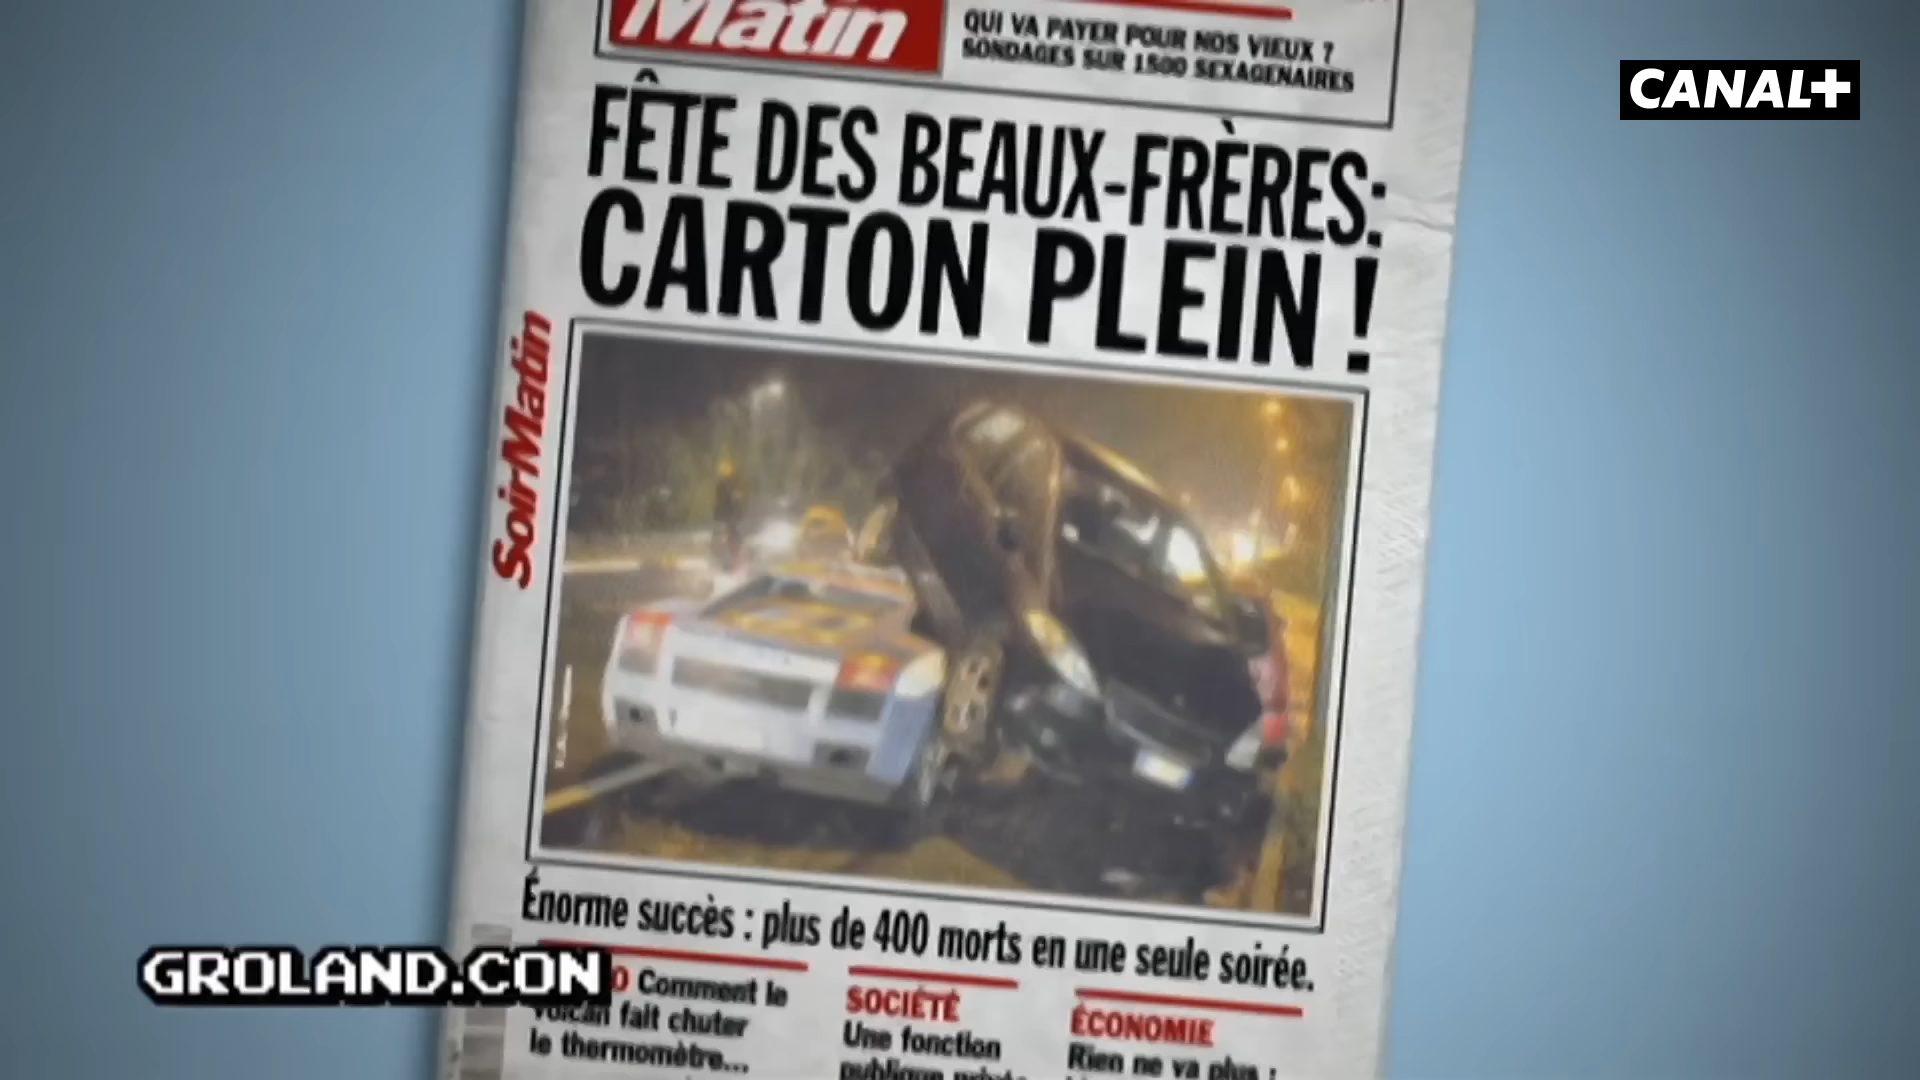 Matin
QUI VA PAYER POUR NOS VIEUX ?
SONDAGES SUR 1500 SEXAGENAIRES
CANAL+
FÊTE DES BEAUX-FRÈRES:
CARTON PLEIN !
SoirMatin
Énorme succès : plus de 400 morts en une seule soirée.
GROLAND.CON
O Comment le
volcan fait chuter
le thermomètre...
SOCIÉTÉ
Une fonction
publique
ÉCONOMIE
Rien ne va plus :